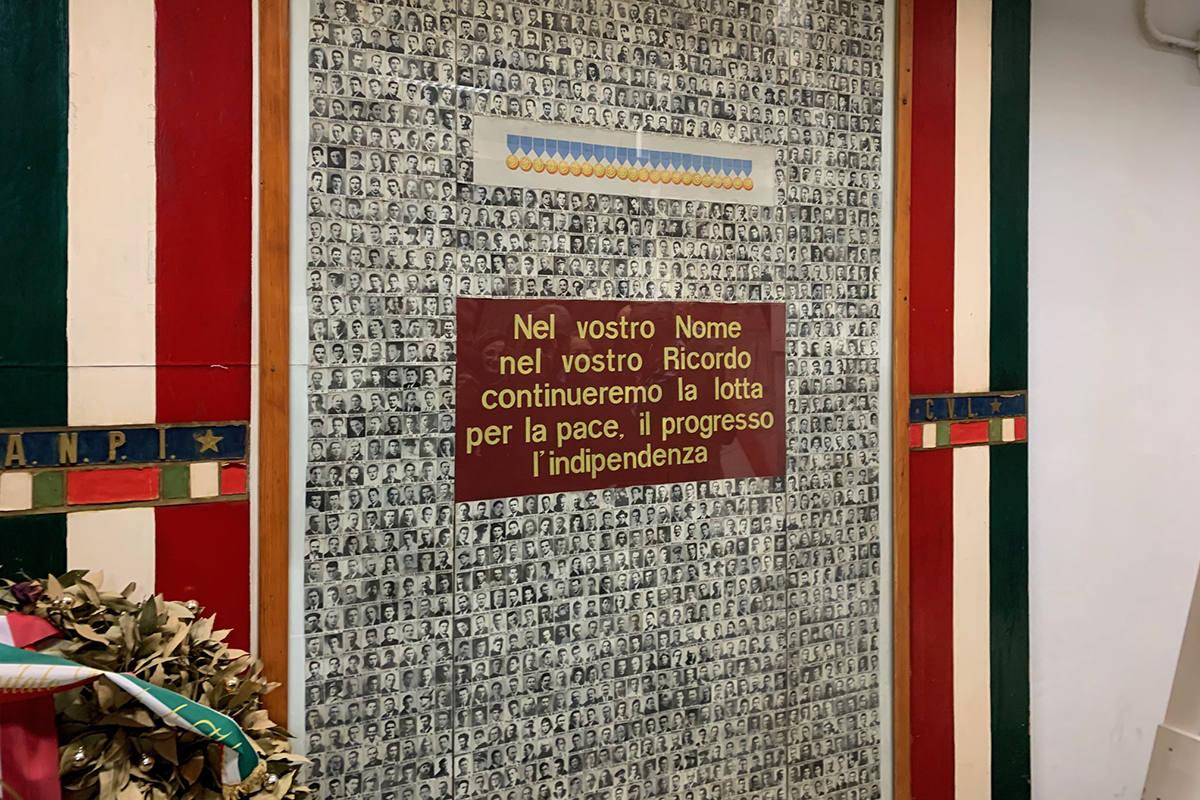 Nel vostro Nome
nel vostro Ricordo
continueremo la lotta
per la pace, il progresso
l'indipendenza
A.N.P.I.
C.V.L.